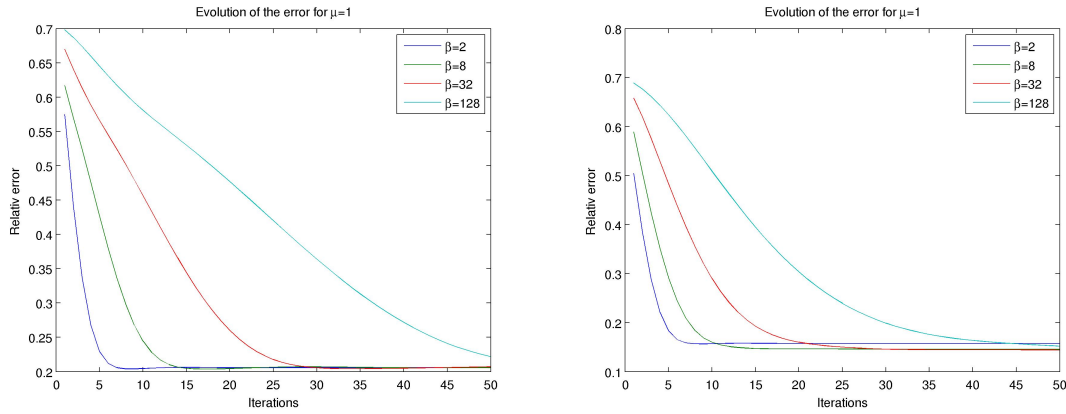 Evolution of the error for μ=1
0.7
0.65
0.6
0.55
0.5
0.45
0.4
0.35
0.3
0.25
0.2
Relativ error
0 5 10 15 20 25 30 35 40 45 50
Iterations
β=2
β=8
β=32
β=128
Evolution of the error for μ=1
0.8
0.7
0.6
0.5
0.4
0.3
0.2
0.1
Relativ error
0 5 10 15 20 25 30 35 40 45 50
Iterations
β=2
β=8
β=32
β=128